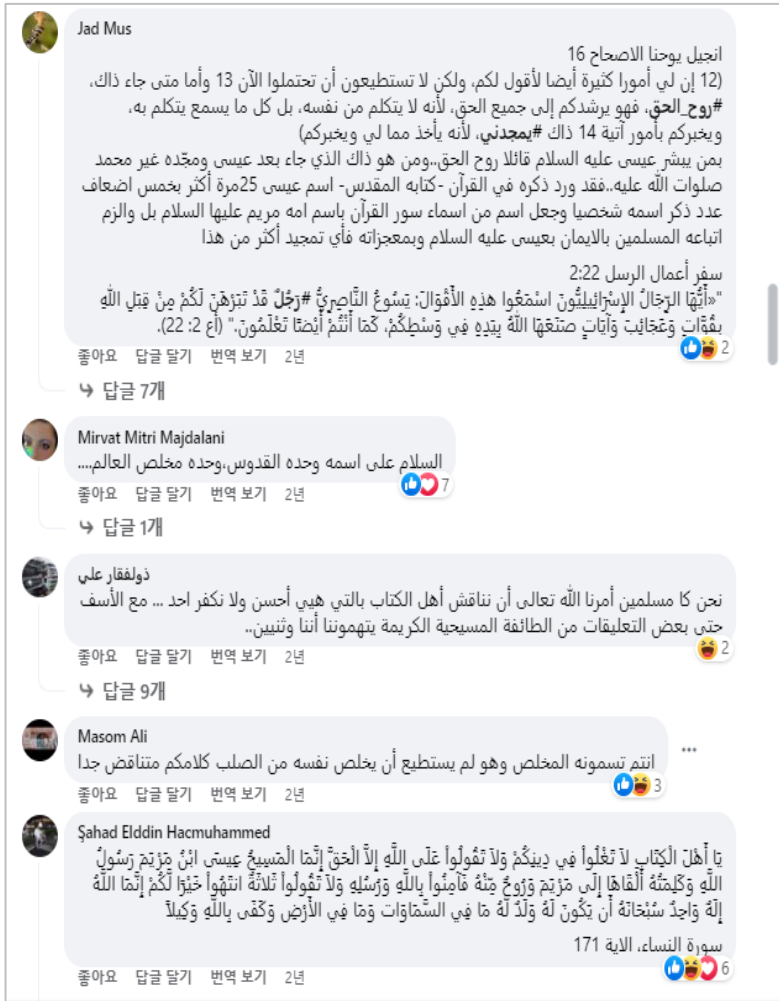 Jad Mus
انجيل يوحنا الاصحاح 16
(12 إن لي أمورا كثيرة أيضا لأقول لكم، ولكن لا تستطيعون أن تحتملوا الآن 13 وأما متى جاء ذاك،
#روح_الحق، فهو يرشدكم إلى جميع الحق، لأنه لا يتكلم من نفسه، بل كل ما يسمع يتكلم به،
ويخبركم بأمور آتية 14 ذاك #يمجدني، لأنه يأخذ مما لي ويخبركم)
بمن يبشر عيسى عليه السلام قائلا روح الحق..ومن هو ذاك الذي جاء بعد عيسى ومجّده غير محمد
صلوات الله عليه..فقد ورد ذكره في القرآن -كتابه المقدس- اسم عيسى 25مرة أكثر بخمس اضعاف
عدد ذكر اسمه شخصيا وجعل اسم من اسماء سور القرآن باسم امه مريم عليها السلام بل والزم
اتباعه المسلمين بالايمان بعيسى عليه السلام وبمعجزاته فأي تمجيد أكثر من هذا
سفر أعمال الرسل 2:22
"«أَيُّهَا الرِّجَالُ الإِسْرَائِيلِيُّونَ اسْمَعُوا هذِهِ الأَقْوَالَ: يَسُوعُ النَّاصِرِيُّ #رَجُلٌ قَدْ تَبَرْهَنَ لَكُمْ مِنْ قِبَلِ اللهِ
بِقُوَّاتٍ وَعَجَائِبَ وَآيَاتٍ صَنَعَهَا اللهُ بِيَدِهِ فِي وَسْطِكُمْ، كَمَا أَنْتُمْ أَيْضًا تَعْلَمُونَ." (أع 2: 22).
2
좋아요 답글 달기 번역 보기 2년
답글 7개
Mirvat Mitri Majdalani
السلام على اسمه وحده القدوس،وحده مخلص العالم....
7
좋아요 답글 달기 번역 보기 2년
답글 1개
ذولفقار علي
نحن كا مسلمين أمرنا الله تعالى أن نناقش أهل الكتاب بالتي هيي أحسن ولا نكفر احد ... مع الأسف
حتى بعض التعليقات من الطائفة المسيحية الكريمة يتهموننا أننا وثنيين..
2
좋아요 답글 달기 번역 보기 2년
답글 9개
Masom Ali
انتم تسمونه المخلص وهو لم يستطيع أن يخلص نفسه من الصلب كلامكم متناقض جدا
3
좋아요 답글 달기 번역 보기 2년
Şahad Elddin Hacmuhammed
يَا أَهْلَ الْكِتَابِ لاَ تَغْلُواْ فِي دِينِكُمْ وَلاَ تَقُولُواْ عَلَى اللَّهِ إِلاَّ الْحَقَّ إِنَّمَا الْمَسِيحُ عِيسَى ابْنُ مَرْيَمَ رَسُولُ
اللَّهِ وَكَلِمَتُهُ أَلْقَاهَا إِلَى مَرْيَمَ وَرُوحٌ مِّنْهُ فَآمِنُواْ بِاللَّهِ وَرُسُلِهِ وَلاَ تَقُولُواْ ثَلاَثَةٌ انتَهُواْ خَيْرًا لَّكُمْ إِنَّمَا اللَّهُ
إِلَهٌ وَاحِدٌ سُبْحَانَهُ أَن يَكُونَ لَهُ وَلَدٌ لَّهُ مَا فِي السَّمَاوَات وَمَا فِي الأَرْضِ وَكَفَى بِاللَّهِ وَكِيلاً
سورة النساء، الاية 171
6
좋아요 답글 달기 번역 보기 2년